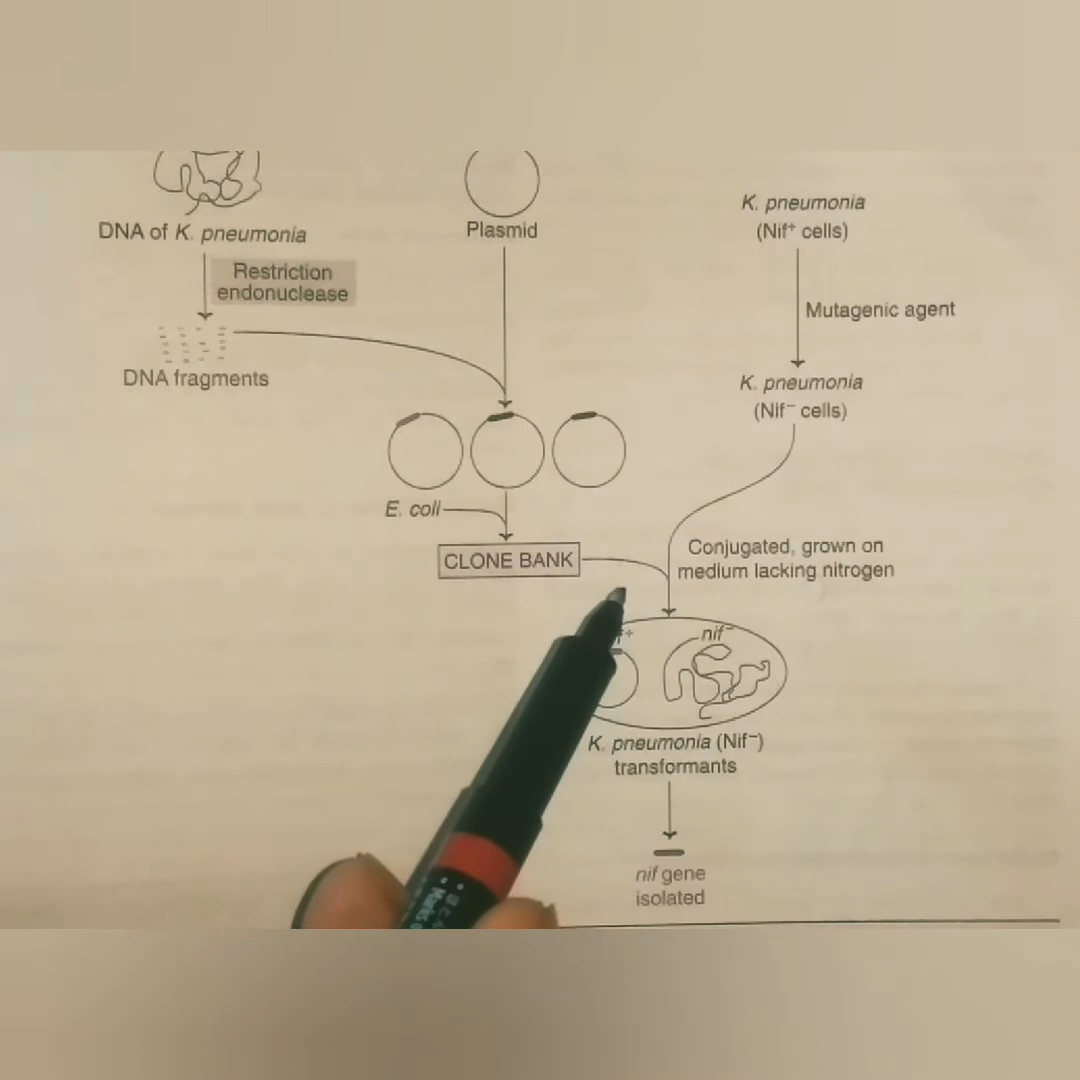 DNA of K. pneumonia
Plasmid
K. pneumonia
(Nif⁺ cells)
Restriction
endonuclease
Mutagenic agent
DNA fragments
K. pneumonia
(Nif⁻ cells)
E. coli
CLONE BANK
Conjugated, grown on
medium lacking nitrogen
nif⁻
K. pneumonia (Nif⁻)
transformants
nif gene
isolated